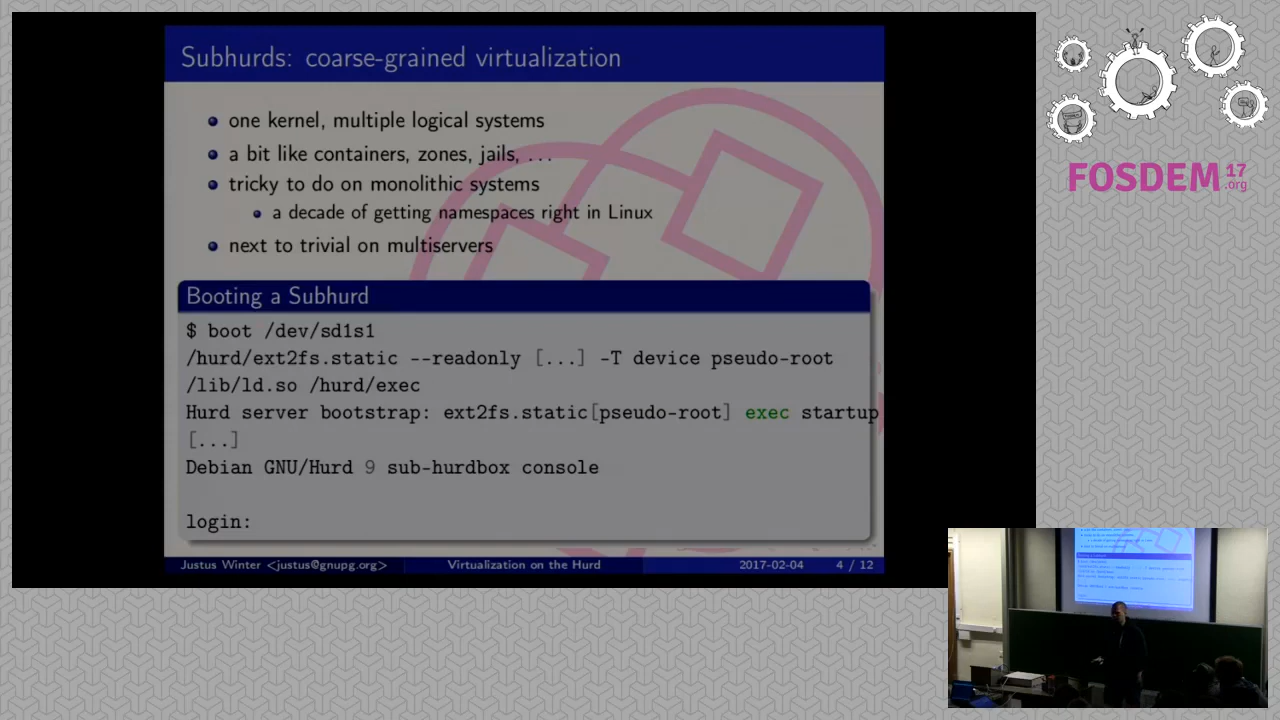 Subhurds: coarse-grained virtualization
one kernel, multiple logical systems
a bit like containers, zones, jails, ...
tricky to do on monolithic systems
a decade of getting namespaces right in Linux
next to trivial on multiservers
Booting a Subhurd
$ boot /dev/sd1s1
/hurd/ext2fs.static --readonly [...] -T device pseudo-root
/lib/ld.so /hurd/exec
Hurd server bootstrap: ext2fs.static[pseudo-root] exec startup
[...]
Debian GNU/Hurd 9 sub-hurdbox console
login:
Justus Winter <justus@gnupg.org> Virtualization on the Hurd 2017-02-04 4 / 12
FOSDEM 17 .org